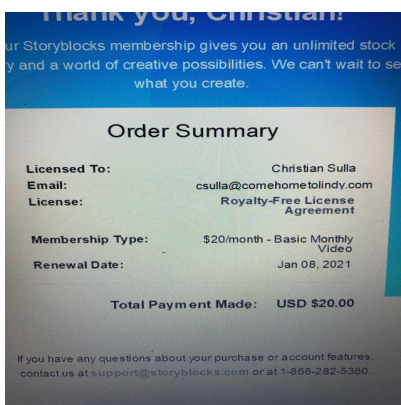 Thank you, Christian!
ur Storyblocks membership gives you an unlimited stock
ry and a world of creative possibilities. We can't wait to se
what you create.
Order Summary
Licensed To: Christian Sulla
Email: csulla@comehometolindy.com
License: Royalty-Free License
Agreement
Membership Type: $20/month - Basic Monthly
Video
Renewal Date: Jan 08, 2021
Total Payment Made: USD $20.00
If you have any questions about your purchase or account features,
contact us at support@storyblocks.com or at 1-866-282-5360.